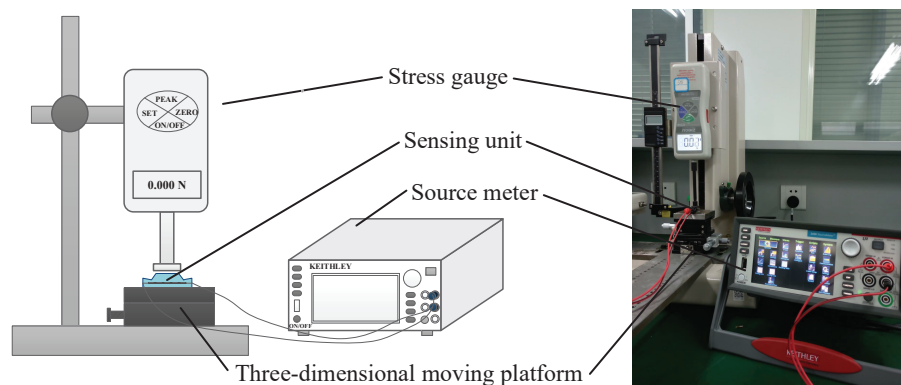 PEAK
SET ZERO
ON/OFF
0.000 N
Stress gauge
Sensing unit
Source meter
KEITHLEY
ON/OFF
Three-dimensional moving platform
KEITHLEY